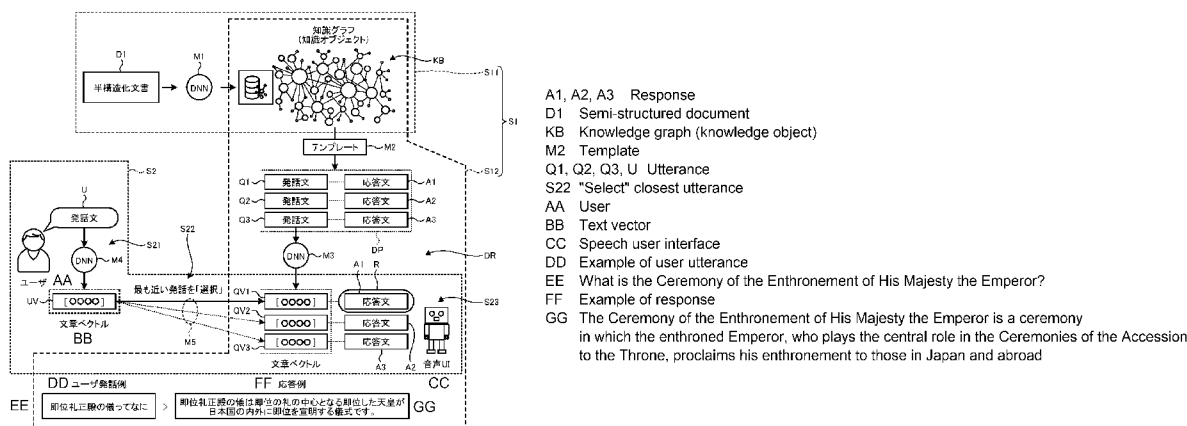 知識グラフ
(知識オブジェクト)
KB
D1
M1
半構造化文書
DNN
S11
S1
テンプレート
M2
S12
S2
Q1
発話文
応答文
A1
Q2
発話文
応答文
A2
Q3
発話文
応答文
A3
U
発話文
S22
S21
DNN
M4
DNN
M3
DP
DR
ユーザ
AA
A1
R
最も近い発話を「選択」
QV1
[OOOO]
応答文
S23
UV
[OOOO]
QV2
[OOOO]
応答文
文章ベクトル
BB
M5
QV3
[OOOO]
応答文
文章ベクトル
A3
A2
音声UI
DD ユーザ発話例
FF 応答例
CC
EE
即位礼正殿の儀ってなに
>
即位礼正殿の儀は即位の礼の中心となる即位した天皇が
日本国の内外に即位を宣明する儀式です。
GG
A1, A2, A3 Response
D1 Semi-structured document
KB Knowledge graph (knowledge object)
M2 Template
Q1, Q2, Q3, U Utterance
S22 "Select" closest utterance
AA User
BB Text vector
CC Speech user interface
DD Example of user utterance
EE What is the Ceremony of the Enthronement of His Majesty the Emperor?
FF Example of response
GG The Ceremony of the Enthronement of His Majesty the Emperor is a ceremony
in which the enthroned Emperor, who plays the central role in the Ceremonies of the Accession
to the Throne, proclaims his enthronement to those in Japan and abroad